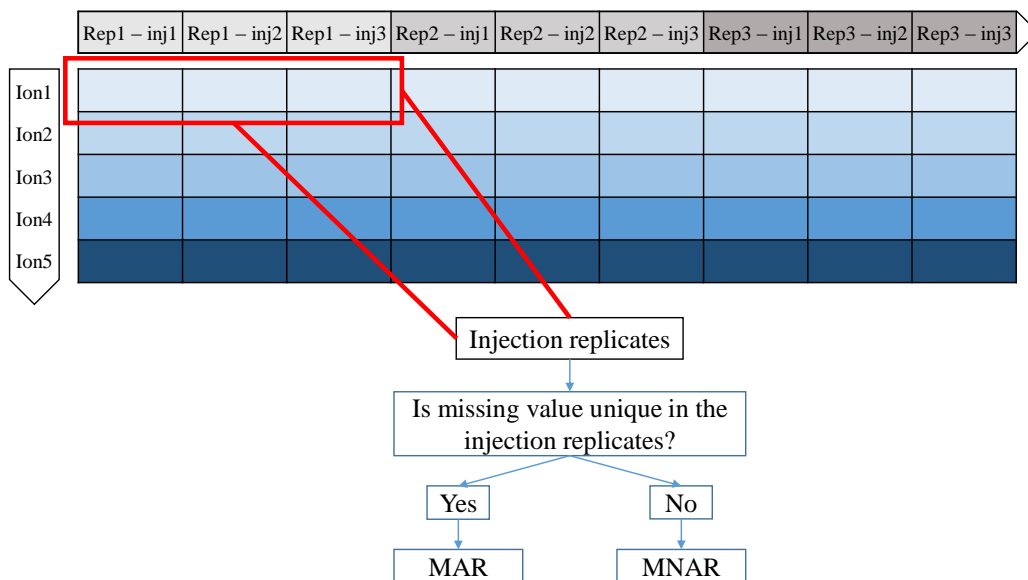 Rep1 – inj1 Rep1 – inj2 Rep1 – inj3 Rep2 – inj1 Rep2 – inj2 Rep2 – inj3 Rep3 – inj1 Rep3 – inj2 Rep3 – inj3
Ion1
Ion2
Ion3
Ion4
Ion5
Injection replicates
Is missing value unique in the
injection replicates?
Yes No
MAR MNAR